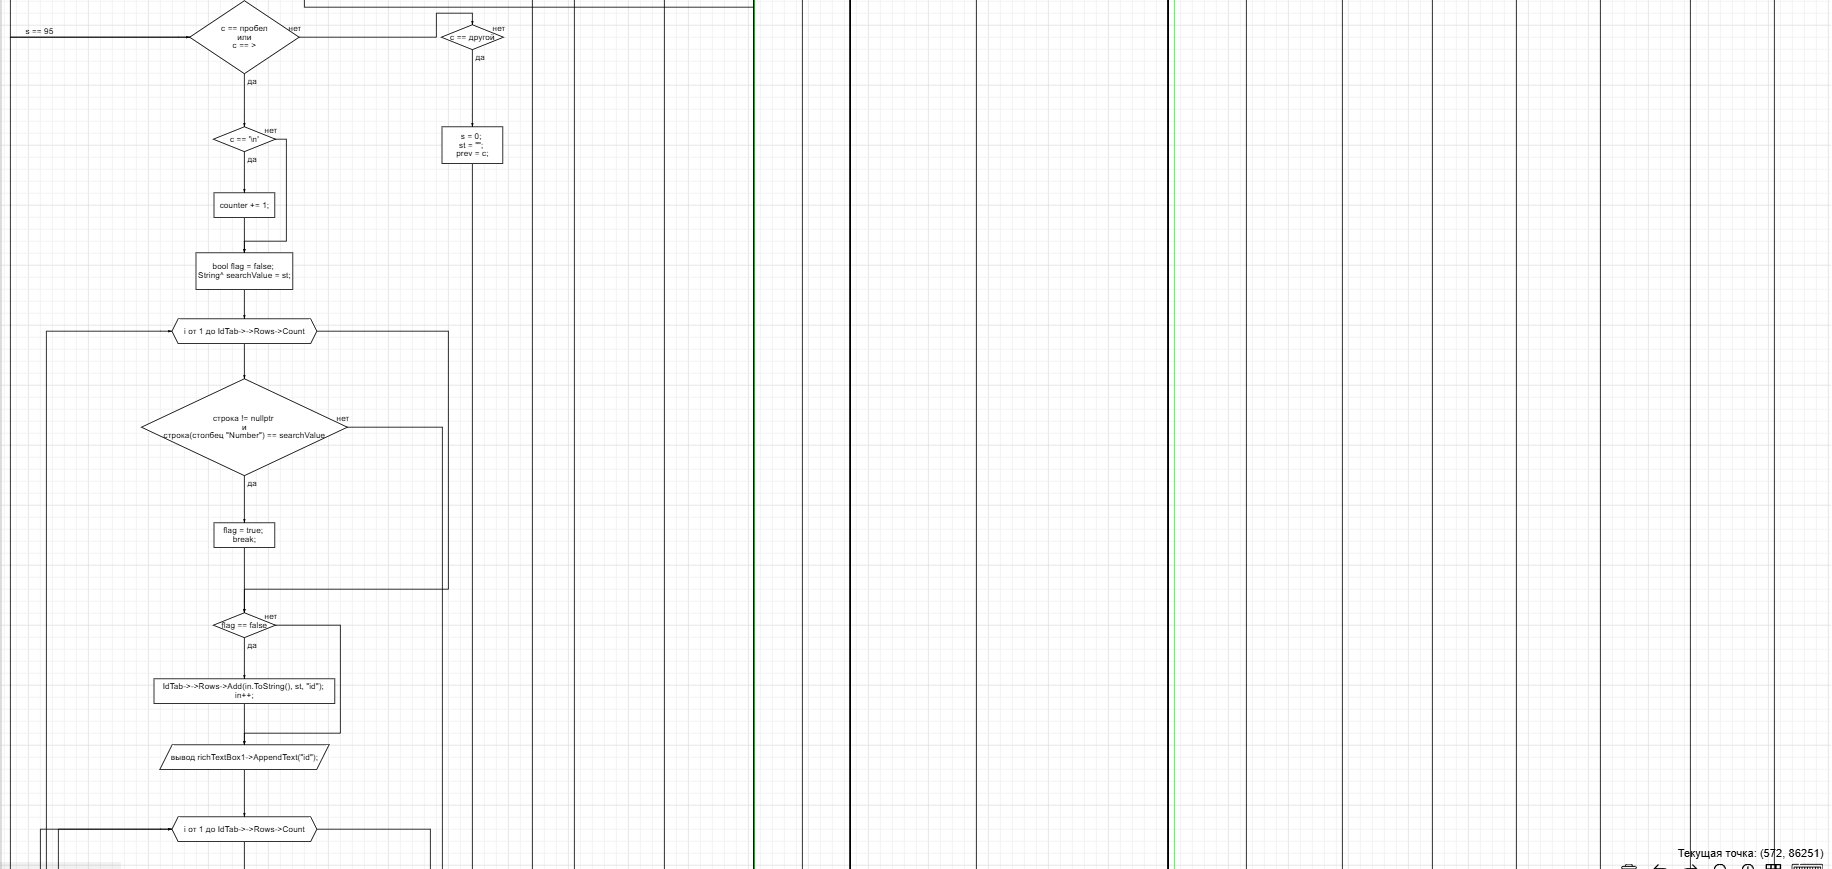 s == 95
c == пробел
или
c == >
нет
да
c == другой
нет
да
c == '\n'
нет
да
s = 0;
st = "";
prev = c;
counter += 1;
bool flag = false;
String^ searchValue = st;
i от 1 до IdTab->->Rows->Count
строка != nullptr
и
строка(столбец "Number") == searchValue
нет
да
flag = true;
break;
flag == false
нет
да
IdTab->->Rows->Add(in.ToString(), st, "id");
in++;
вывод richTextBox1->AppendText("id");
i от 1 до IdTab->->Rows->Count
Текущая точка: (572, 86251)